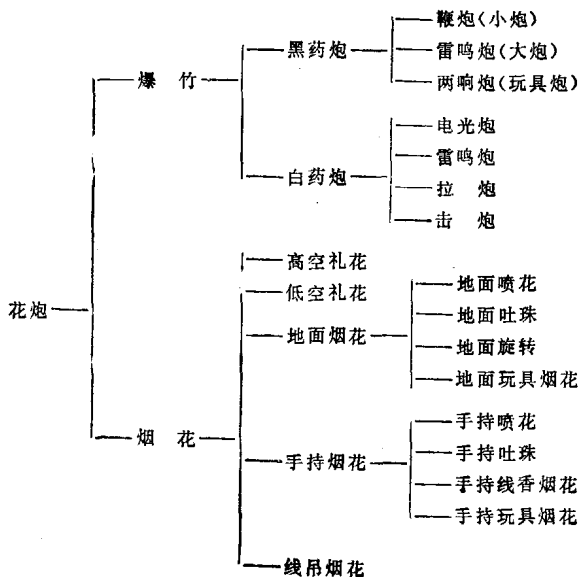 花炮
爆竹
黑药炮
鞭炮(小炮)
雷鸣炮(大炮)
两响炮(玩具炮)
白药炮
电光炮
雷鸣炮
拉炮
击炮
烟花
高空礼花
低空礼花
地面烟花
地面喷花
地面吐珠
地面旋转
地面玩具烟花
手持烟花
手持喷花
手持吐珠
手持线香烟花
手持玩具烟花
线吊烟花